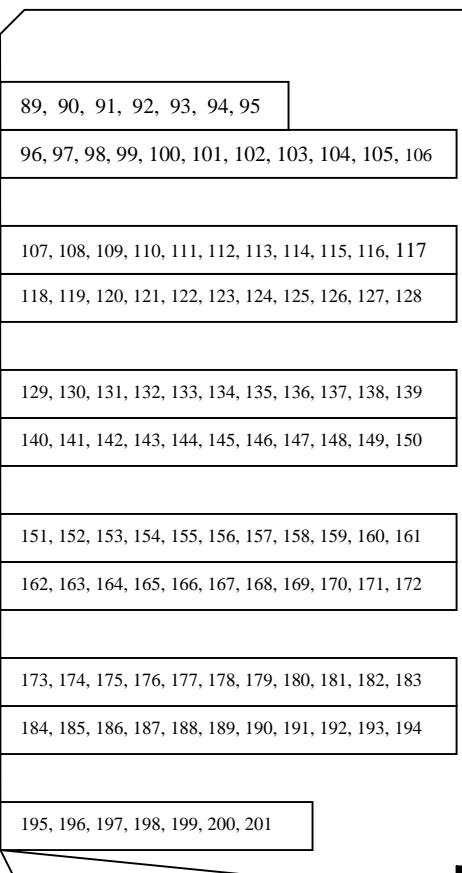 89, 90, 91, 92, 93, 94, 95
96, 97, 98, 99, 100, 101, 102, 103, 104, 105, 106
107, 108, 109, 110, 111, 112, 113, 114, 115, 116, 117
118, 119, 120, 121, 122, 123, 124, 125, 126, 127, 128
129, 130, 131, 132, 133, 134, 135, 136, 137, 138, 139
140, 141, 142, 143, 144, 145, 146, 147, 148, 149, 150
151, 152, 153, 154, 155, 156, 157, 158, 159, 160, 161
162, 163, 164, 165, 166, 167, 168, 169, 170, 171, 172
173, 174, 175, 176, 177, 178, 179, 180, 181, 182, 183
184, 185, 186, 187, 188, 189, 190, 191, 192, 193, 194
195, 196, 197, 198, 199, 200, 201